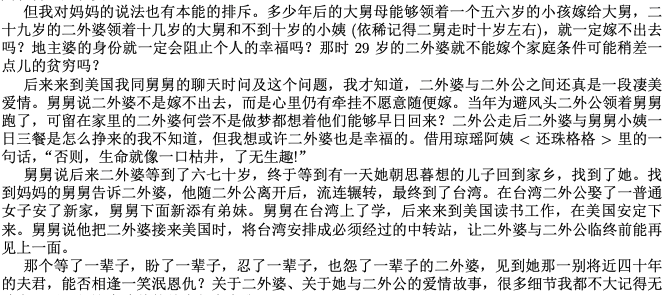 但我对妈妈的说法也有本能的排斥。多少年后的大舅母能够领着一个五六岁的小孩嫁给大舅，二
十九岁的二外婆领着十几岁的大舅和不到十岁的小姨 (依稀记得二舅走时十岁左右)，就一定嫁不出去
吗？地主婆的身份就一定会阻止个人的幸福吗？那时 29 岁的二外婆就不能嫁个家庭条件可能稍差一
点儿的贫穷吗？
后来来到美国我同舅舅的聊天时问及这个问题，我才知道，二外婆与二外公之间还真是一段凄美
爱情。舅舅说二外婆不是嫁不出去，而是心里仍有牵挂不愿意随便嫁。当年为避风头二外公领着舅舅
跑了，可留在家里的二外婆何尝不是做梦都想着他们能够早日回来？二外公走后二外婆与舅舅小姨一
日三餐是怎么挣来的我不知道，但我想或许二外婆也是幸福的。借用琼瑶阿姨 < 还珠格格 > 里的一
句话，“否则，生命就像一口枯井，了无生趣!”
舅舅说后来二外婆等到了六七十岁，终于等到有一天她朝思暮想的儿子回到家乡，找到了她。找
到妈妈的舅舅告诉二外婆，他随二外公离开后，流连辗转，最终到了台湾。在台湾二外公娶了一普通
女子安了新家，舅舅下面新添有弟妹。舅舅在台湾上了学，后来来到美国读书工作，在美国安定下
来。舅舅说他把二外婆接来美国时，将台湾安排成必须经过的中转站，让二外婆与二外公临终前能再
见上一面。
那个等了一辈子，盼了一辈子，忍了一辈子，也怨了一辈子的二外婆，见到她那一别将近四十年
的夫君，能否相逢一笑泯恩仇？关于二外婆、关于她与二外公的爱情故事，很多细节我都不大记得无